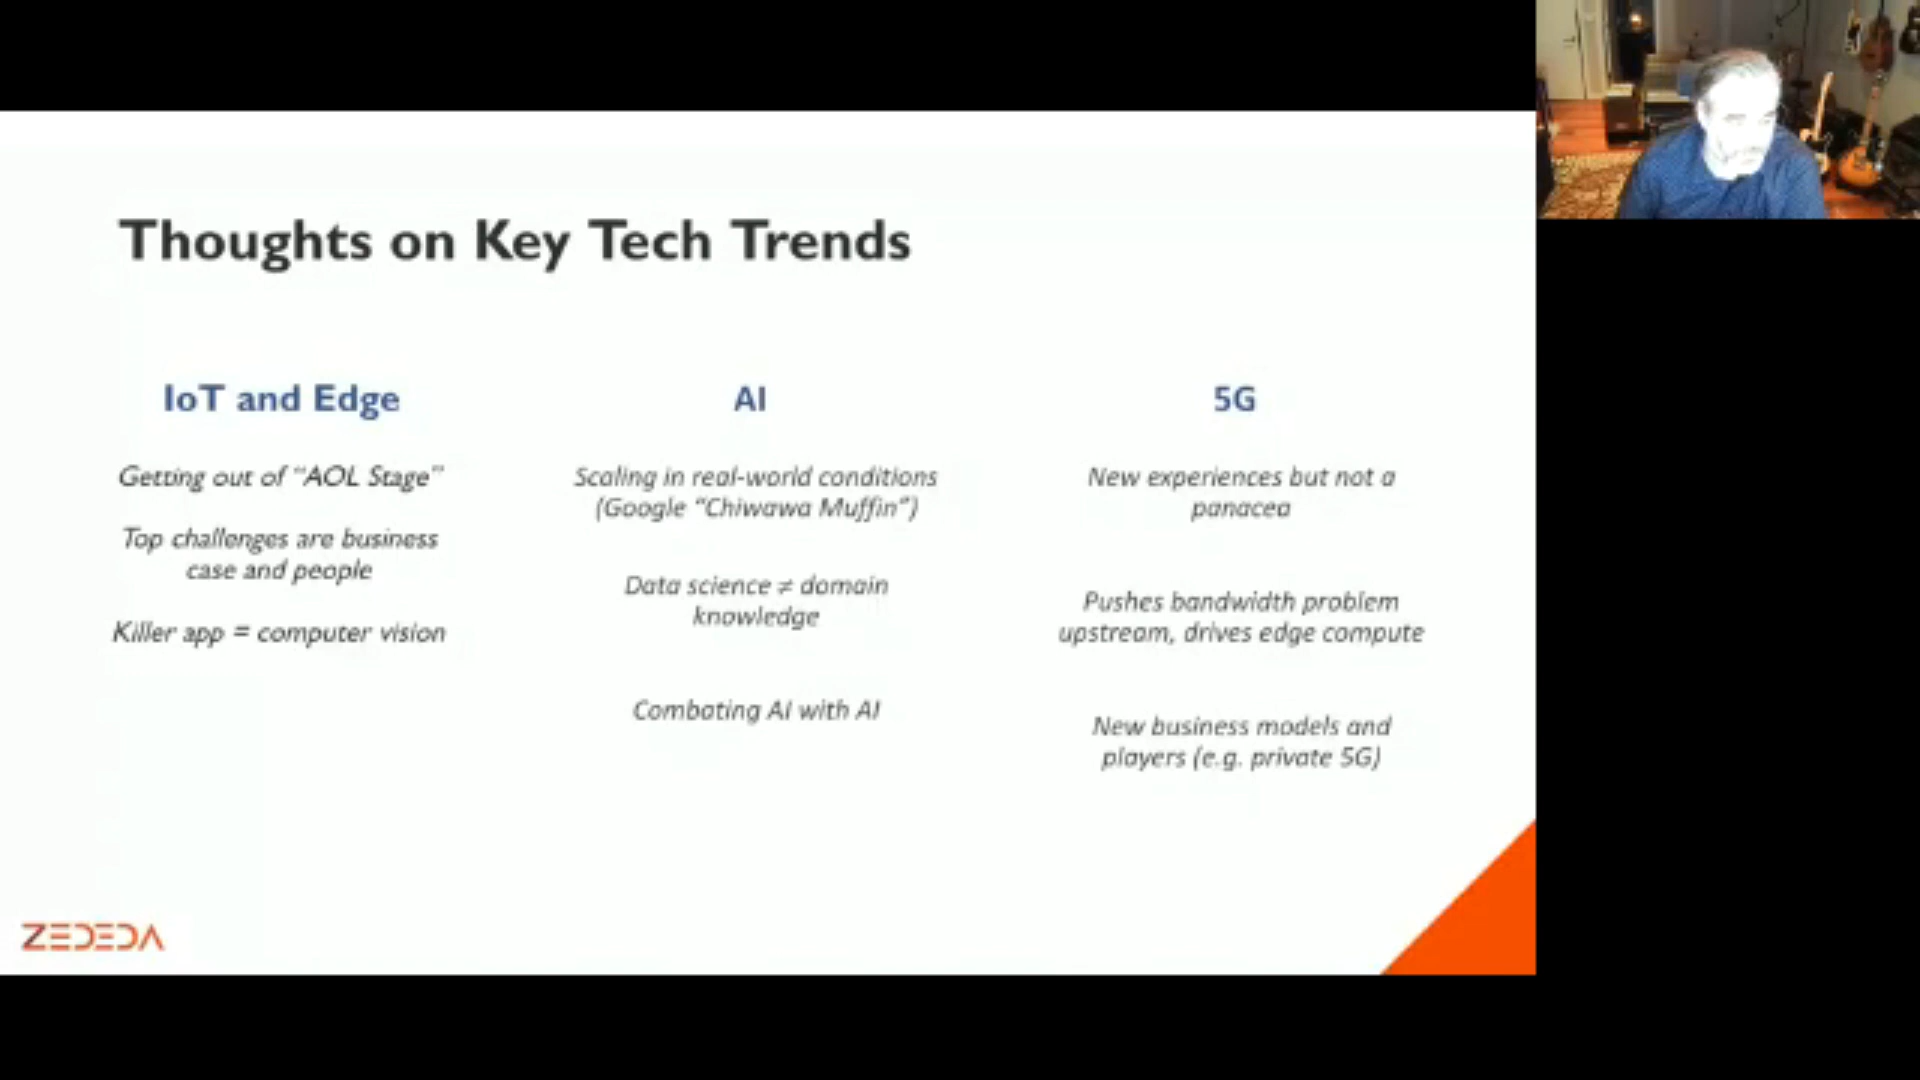 Thoughts on Key Tech Trends
IoT and Edge
Getting out of “AOL Stage”
Top challenges are business
case and people
Killer app = computer vision
AI
Scaling in real-world conditions
(Google “Chiwawa Muffin”)
Data science ≠ domain
knowledge
Combating AI with AI
5G
New experiences but not a
panacea
Pushes bandwidth problem
upstream, drives edge compute
New business models and
players (e.g. private 5G)
ZEDEDA